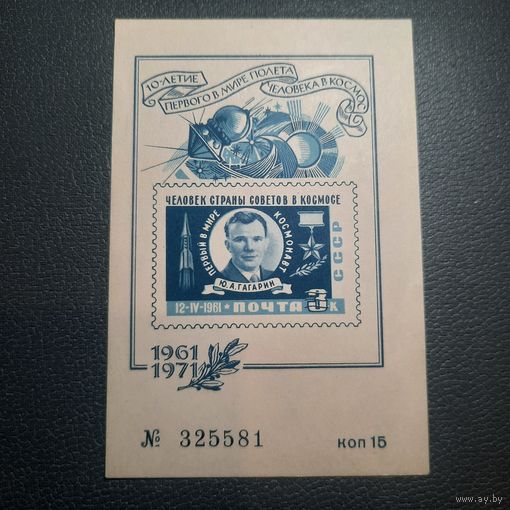 10-ЛЕТИЕ
ПЕРВОГО В МИРЕ ПОЛЕТА
ЧЕЛОВЕКА В КОСМОС
ЧЕЛОВЕК СТРАНЫ СОВЕТОВ В КОСМОСЕ
ПЕРВЫЙ В МИРЕ КОСМОНАВТ
Ю.А.ГАГАРИН
СССР
12-IV-1961 ★ ПОЧТА 3 К
1961
1971
№ 325581 коп 15
www.ay.by